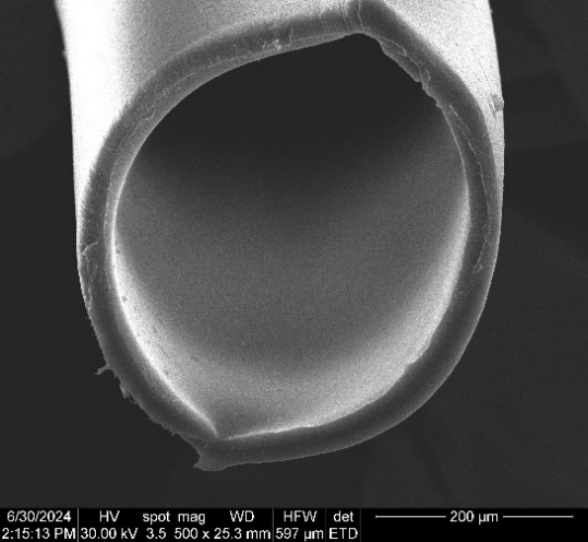 6/30/2024 HV spot mag WD HFW det 200 µm
2:15:13 PM 30.00 kV 3.5 500 x 25.3 mm 597 µm ETD